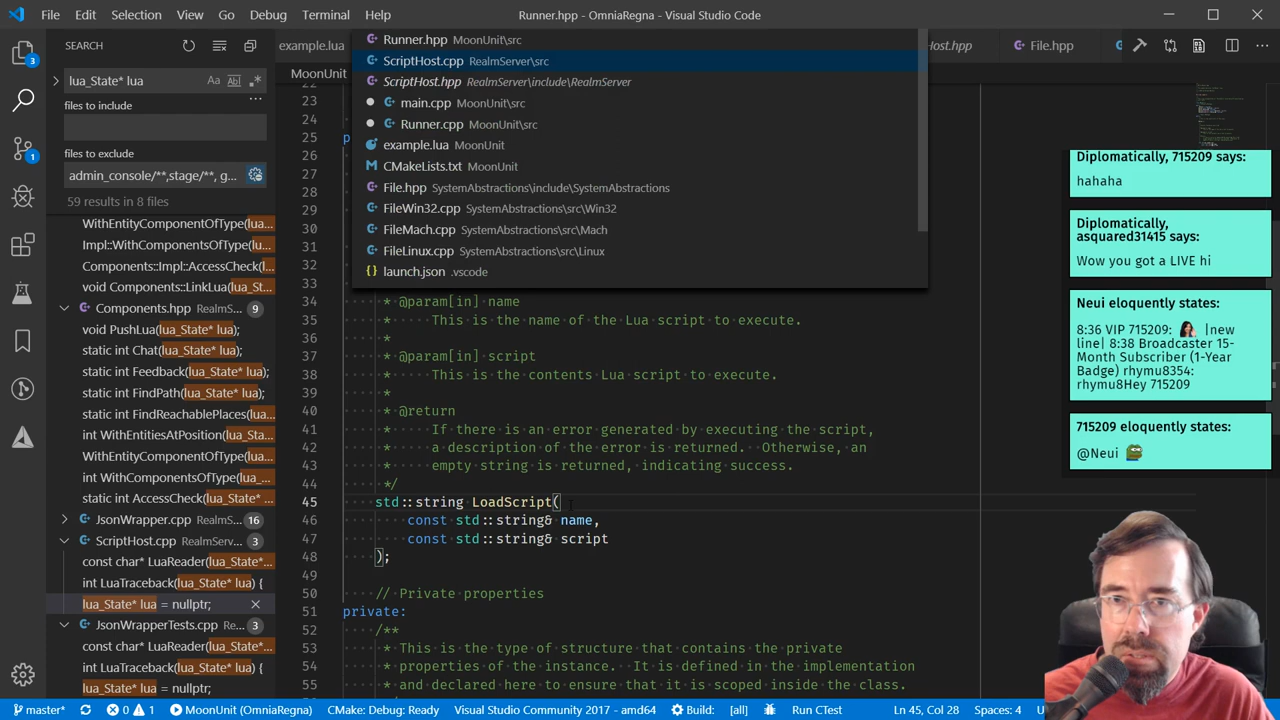 File Edit Selection View Go Debug Terminal Help
Runner.hpp - OmniaRegna - Visual Studio Code
SEARCH
lua_State* lua
Aa Abl .*
files to include
files to exclude
admin_console/**,stage/**, g...
59 results in 8 files
WithEntityComponentOfType(lua...
Impl::WithComponentsOfType(lu...
Components::Impl::AccessCheck(l...
void Components::LinkLua(lua_St...
Components.hpp RealmS... 9
void PushLua(lua_State* lua);
static int Chat(lua_State* lua);
static int Feedback(lua_State* lua);
static int FindPath(lua_State* lua);
static int FindReachablePlaces(lua...
int WithEntitiesAtPosition(lua_Sta...
WithEntityComponentOfType(lua...
int WithComponentsOfType(lua_St...
static int AccessCheck(lua_State* ...
JsonWrapper.cpp RealmS... 16
ScriptHost.cpp RealmServ... 3
const char* LuaReader(lua_State*...
int LuaTraceback(lua_State* lua) {
lua_State* lua = nullptr;
JsonWrapperTests.cpp Re... 3
const char* LuaReader(lua_State*...
int LuaTraceback(lua_State* lua) {
lua_State* lua = nullptr;
example.lua
Host.hpp
File.hpp
MoonUnit
Runner.hpp MoonUnit\src
ScriptHost.cpp RealmServer\src
ScriptHost.hpp RealmServer\include\RealmServer
main.cpp MoonUnit\src
Runner.cpp MoonUnit\src
example.lua MoonUnit
CMakeLists.txt MoonUnit
File.hpp SystemAbstractions\include\SystemAbstractions
FileWin32.cpp SystemAbstractions\src\Win32
FileMach.cpp SystemAbstractions\src\Mach
FileLinux.cpp SystemAbstractions\src\Linux
launch.json .vscode
22
23
24
25 p
26
27
28
29
30
31
32
33
34 * @param[in] name
35 * This is the name of the Lua script to execute.
36 *
37 * @param[in] script
38 * This is the contents Lua script to execute.
39 *
40 * @return
41 * If there is an error generated by executing the script,
42 * a description of the error is returned. Otherwise, an
43 * empty string is returned, indicating success.
44 */
45 std::string LoadScript(
46 const std::string& name,
47 const std::string& script
48 );
49
50 // Private properties
51 private:
52 /**
53 * This is the type of structure that contains the private
54 * properties of the instance. It is defined in the implementation
55 * and declared here to ensure that it is scoped inside the class.
Diplomatically, 715209 says:
hahaha
Diplomatically,
asquared31415 says:
Wow you got a LIVE hi
Neui eloquently states:
8:36 VIP 715209: |new
line| 8:38 Broadcaster 15-
Month Subscriber (1-Year
Badge) rhymu8354:
rhymu8Hey 715209
715209 eloquently states:
@Neui
3
1
master* 0 1 MoonUnit (OmniaRegna) CMake: Debug: Ready Visual Studio Community 2017 - amd64 Build: [all] Run CTest Ln 45, Col 28 Spaces: 4 U